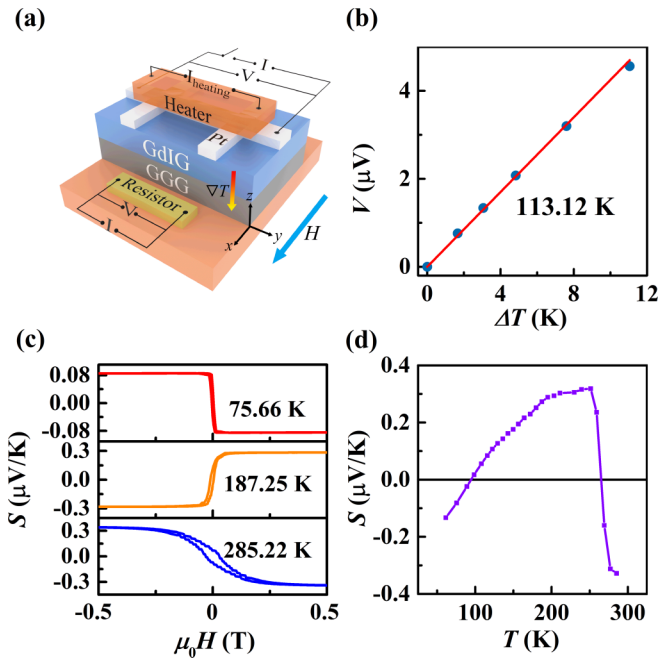 (a)
I
V
I heating
Heater
Pt
GdIG
GGG
∇T
Resistor
V
I
z
x
y
H
(b)
V (μV)
4
2
0
113.12 K
0 4 8 12
ΔT (K)
(c)
S (μV/K)
0.08
0.00
-0.08
75.66 K
0.3
0.0
-0.3
187.25 K
0.3
0.0
-0.3
285.22 K
-0.5 0 0.5
μ0H (T)
(d)
S (μV/K)
0.4
0.2
0.0
-0.2
-0.4
100 200 300
T (K)